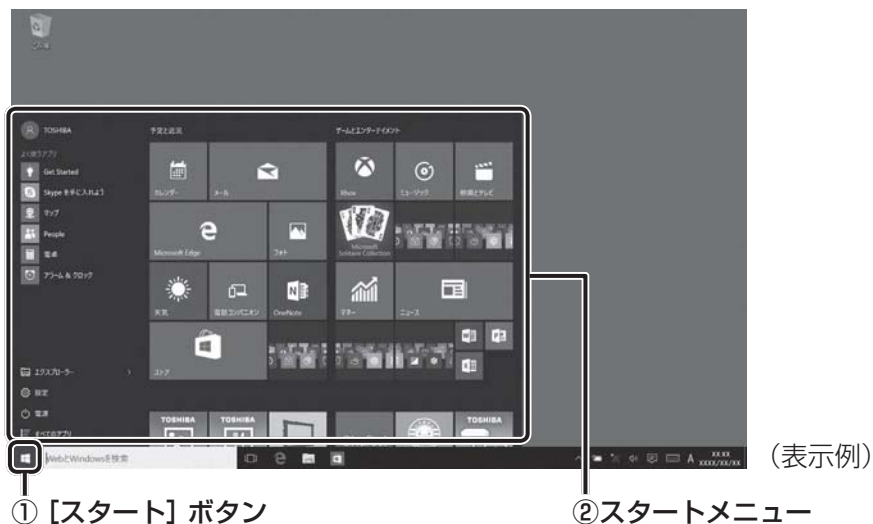 ごみ箱
TOSHIBA
よく使うアプリ
Get Started
Skype を手に入れよう
マップ
People
電卓
アラーム & クロック
エクスプローラー
設定
電源
すべてのアプリ
予定と近況
カレンダー
メール
Microsoft Edge
フォト
天気
電話コンパニオン
OneNote
ストア
TOSHIBA
TOSHIBA
ゲームとエンターテイメント
Xbox
ミュージック
映画とテレビ
Microsoft
Solitaire Collection
マネー
ニュース
TOSHIBA
WebとWindowsを検索
A
XX:XX
XXXX/XX/XX
（表示例）
①［スタート］ボタン
②スタートメニュー